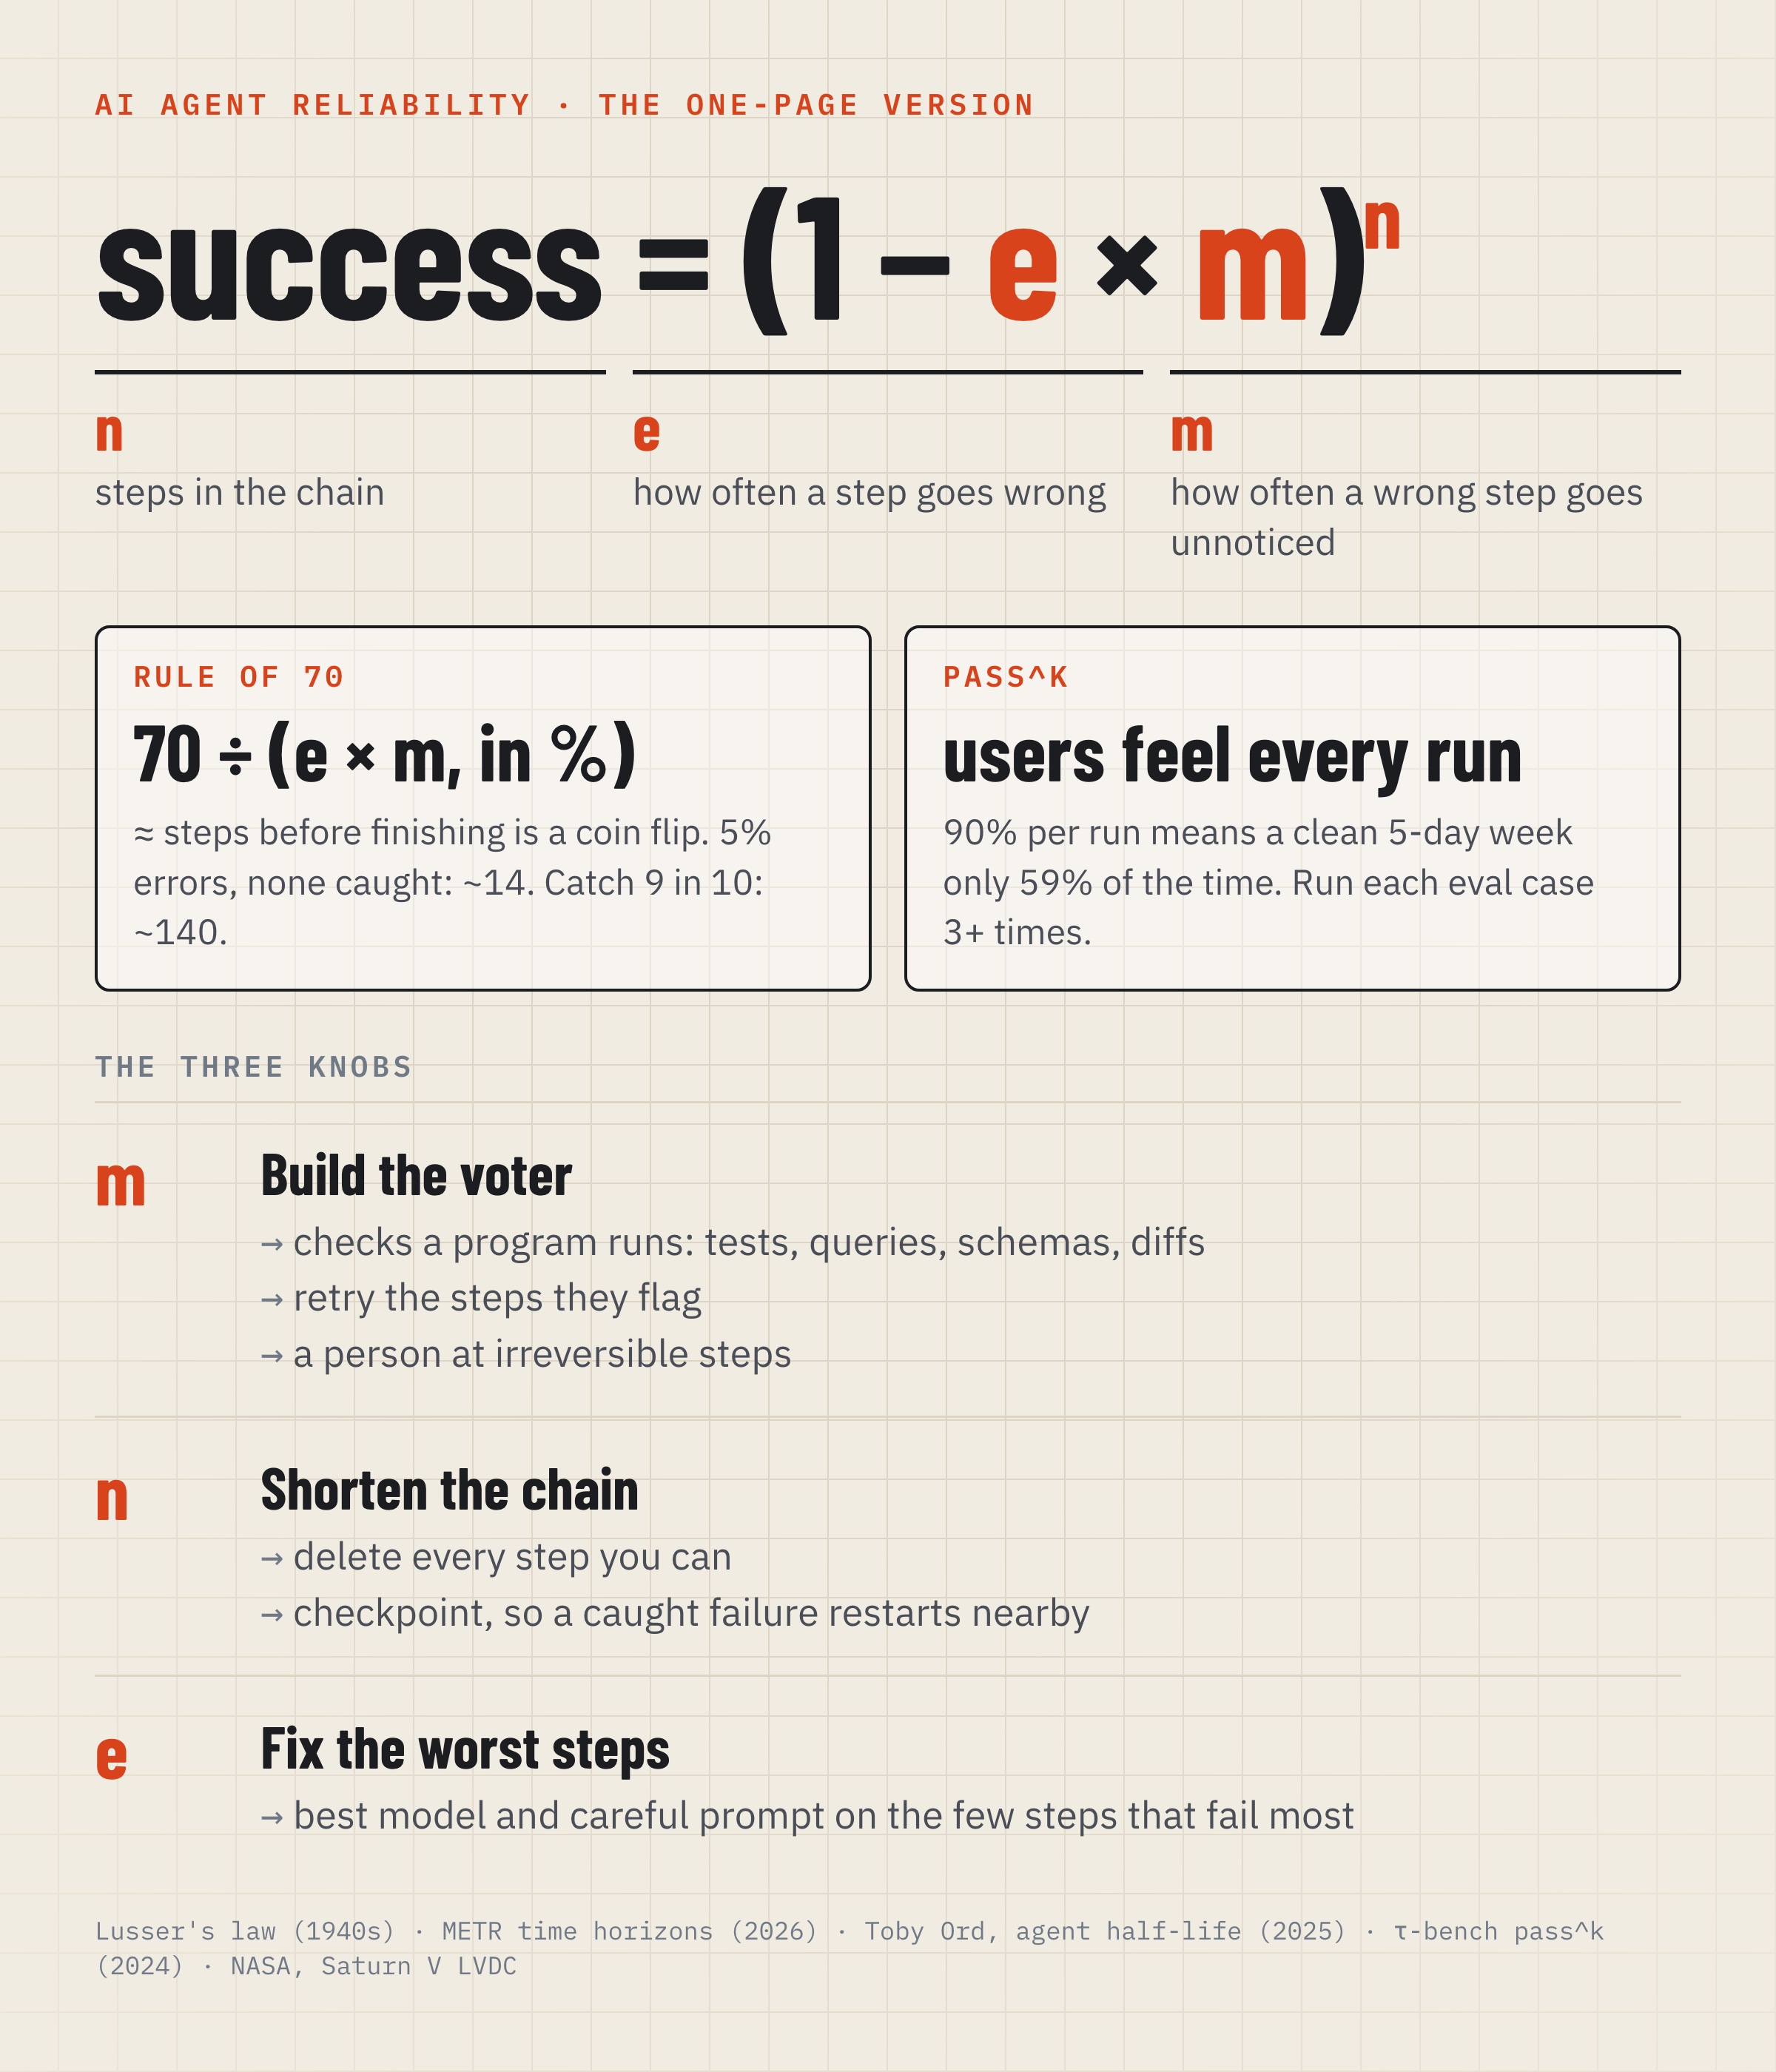 AI AGENT RELIABILITY · THE ONE-PAGE VERSION
success = (1 − e × m)ⁿ
n
steps in the chain
e
how often a step goes wrong
m
how often a wrong step goes
unnoticed
RULE OF 70
70 ÷ (e × m, in %)
≈ steps before finishing is a coin flip. 5%
errors, none caught: ~14. Catch 9 in 10:
~140.
PASS^K
users feel every run
90% per run means a clean 5-day week
only 59% of the time. Run each eval case
3+ times.
THE THREE KNOBS
m
Build the voter
→ checks a program runs: tests, queries, schemas, diffs
→ retry the steps they flag
→ a person at irreversible steps
n
Shorten the chain
→ delete every step you can
→ checkpoint, so a caught failure restarts nearby
e
Fix the worst steps
→ best model and careful prompt on the few steps that fail most
Lusser's law (1940s) · METR time horizons (2026) · Toby Ord, agent half-life (2025) · τ-bench pass^k
(2024) · NASA, Saturn V LVDC